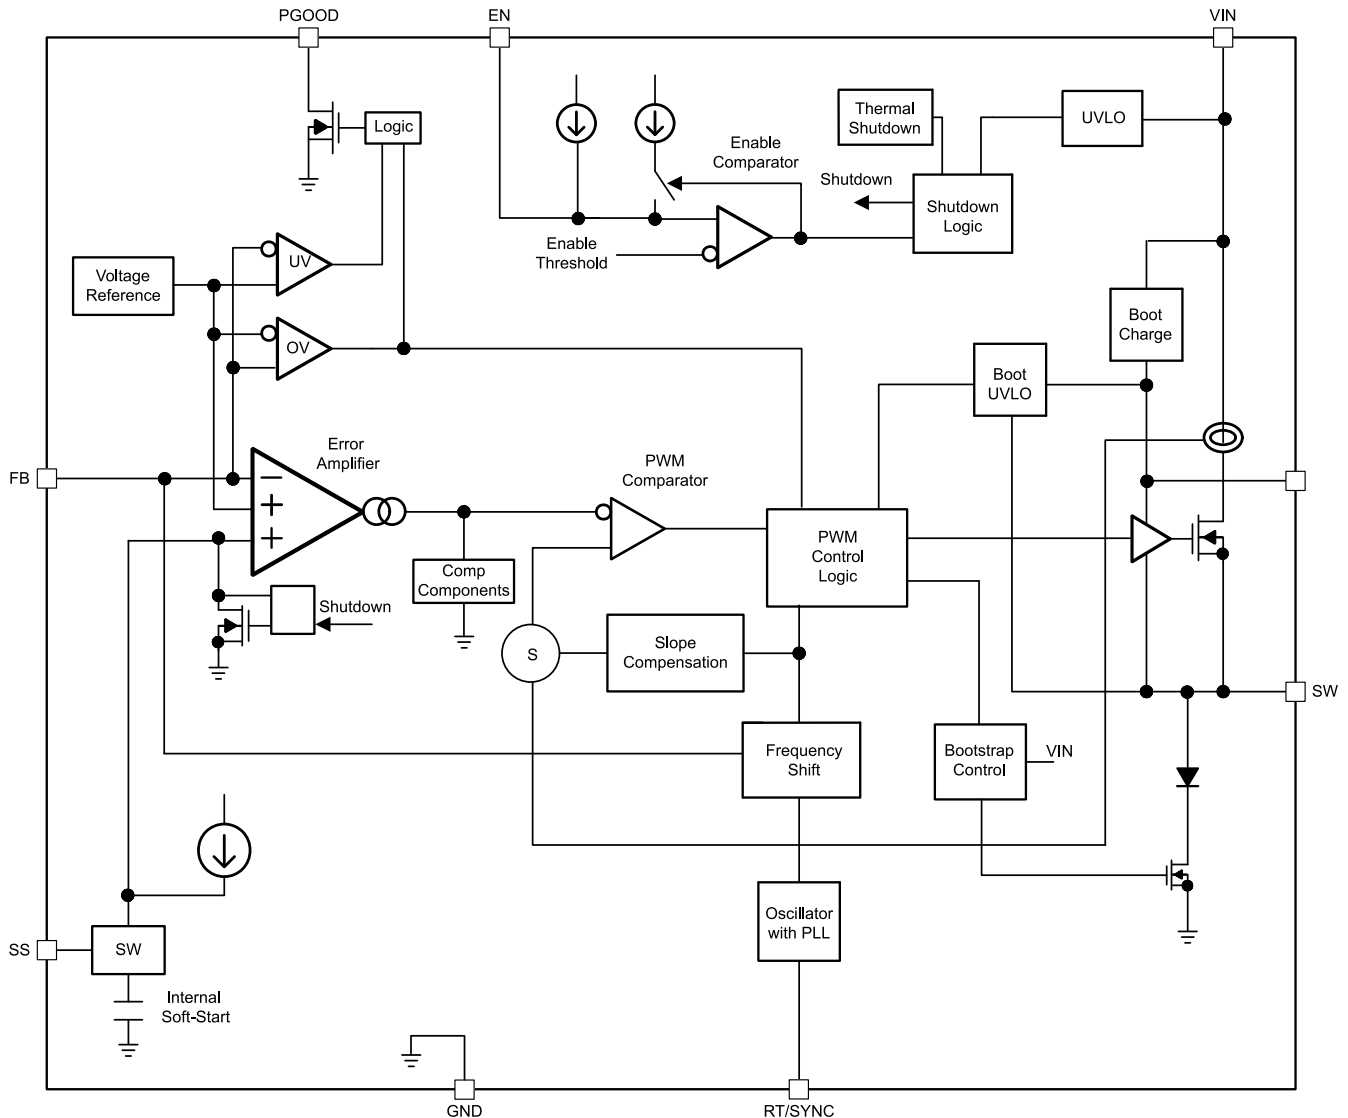 PGOOD
EN
VIN
Thermal
Shutdown
UVLO
Logic
Enable
Comparator
Shutdown
Shutdown
Logic
Enable
Threshold
UV
Voltage
Reference
Boot
Charge
OV
Boot
UVLO
Error
Amplifier
PWM
Comparator
FB
−
+
+
PWM
Control
Logic
Comp
Components
Shutdown
S
Slope
Compensation
SW
Frequency
Shift
Bootstrap
Control
VIN
Oscillator
with PLL
SS
SW
Internal
Soft-Start
GND
RT/SYNC